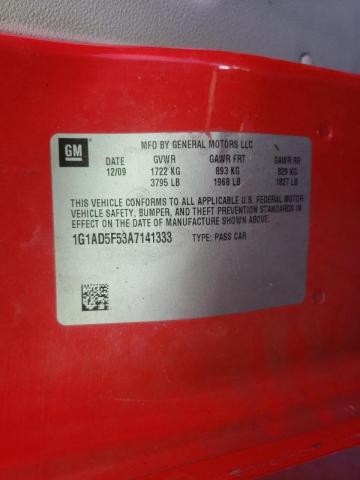 GM
MFD BY GENERAL MOTORS LLC
DATE GVWR GAWR FRT GAWR RR
12/09 1722 KG 893 KG 829 KG
3795 LB 1968 LB 1827 LB
THIS VEHICLE CONFORMS TO ALL APPLICABLE U.S. FEDERAL MOTOR
VEHICLE SAFETY, BUMPER, AND THEFT PREVENTION STANDARDS
IN EFFECT ON THE DATE OF MANUFACTURE SHOWN ABOVE.
1G1AD5F53A7141333 TYPE: PASS CAR